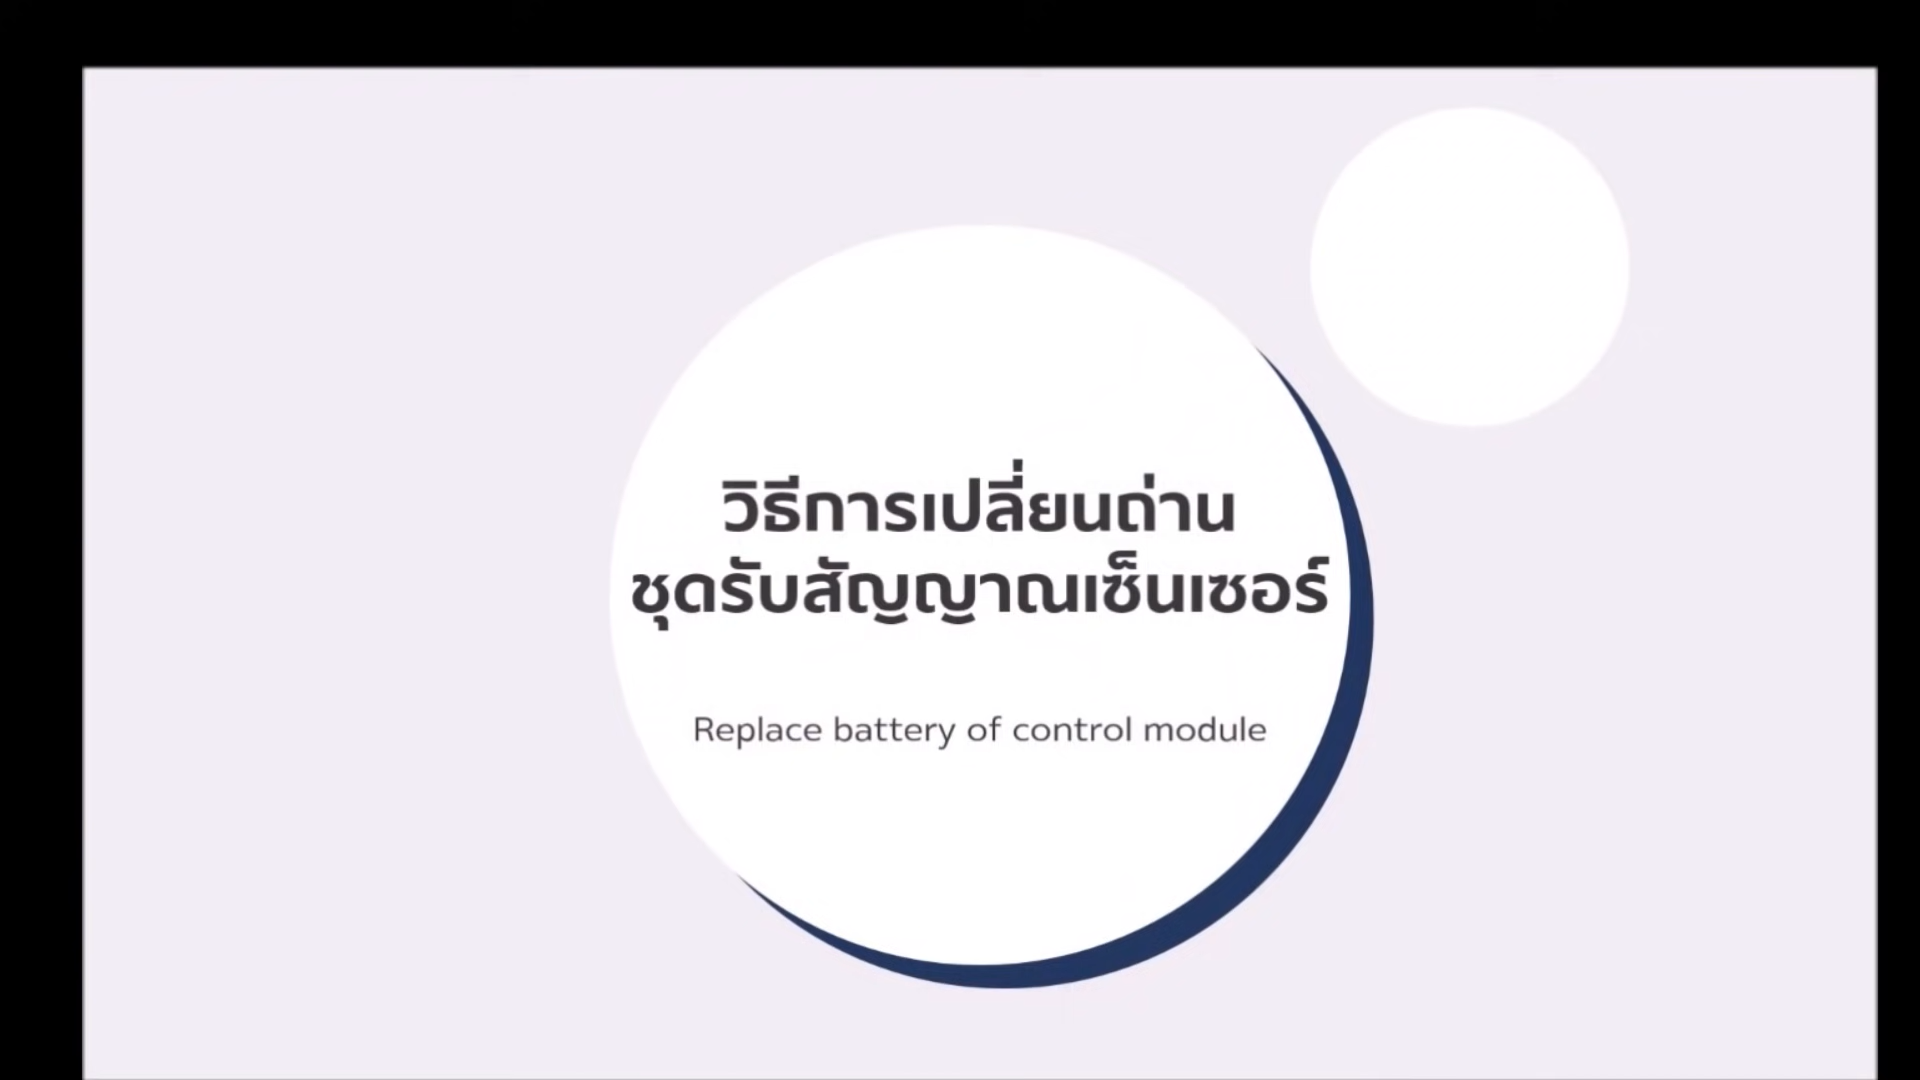 วิธีการเปลี่ยนถ่าน
ชุดรับสัญญาณเซ็นเซอร์
Replace battery of control module